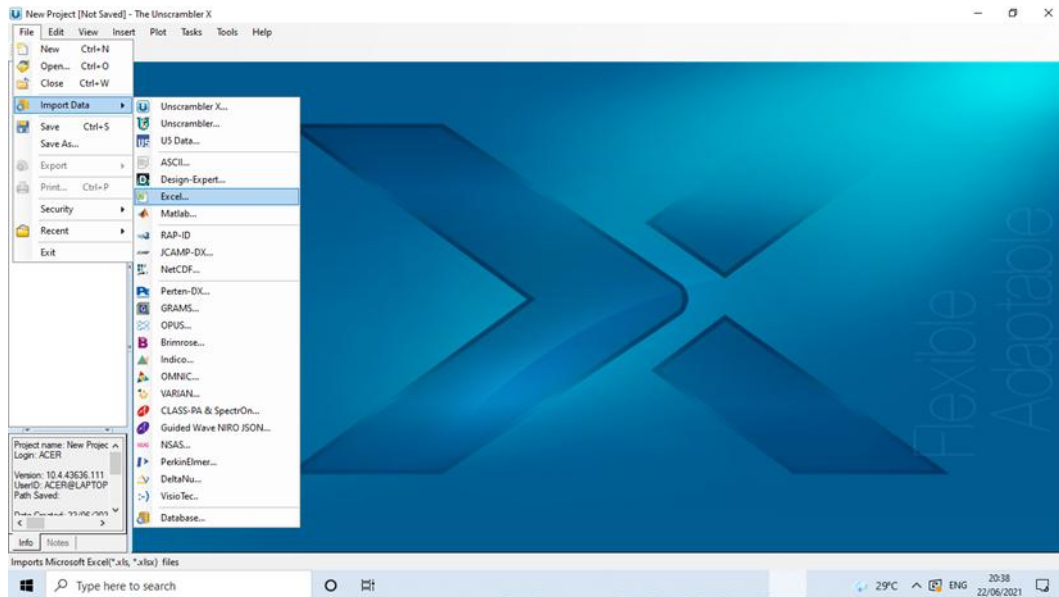 New Project [Not Saved] - The Unscrambler X
File Edit View Insert Plot Tasks Tools Help
New Ctrl+N
Open... Ctrl+O
Close Ctrl+W
Import Data
Save Ctrl+S
Save As...
Export
Print... Ctrl+P
Security
Recent
Exit
Unscrambler X...
Unscrambler...
U5 Data...
ASCII...
Design-Expert...
Excel...
Matlab...
RAP-ID
JCAMP-DX...
NetCDF...
Perten-DX...
GRAMS...
OPUS...
Brimrose...
Indico...
OMNIC...
VARIAN...
CLASS-PA & SpectrOn...
Guided Wave NIRO JSON...
NSAS...
PerkinElmer...
DeltaNu...
VisioTec..
Database...
Flexible
Adaptable
Project name: New Projec
Login: ACER
Version: 10.4.43636.111
UserID: ACER@LAPTOP
Path Saved:
Info Notes
Imports Microsoft Excel(*.xls, *.xlsx) files
Type here to search
29°C ENG 20:38
22/06/2021